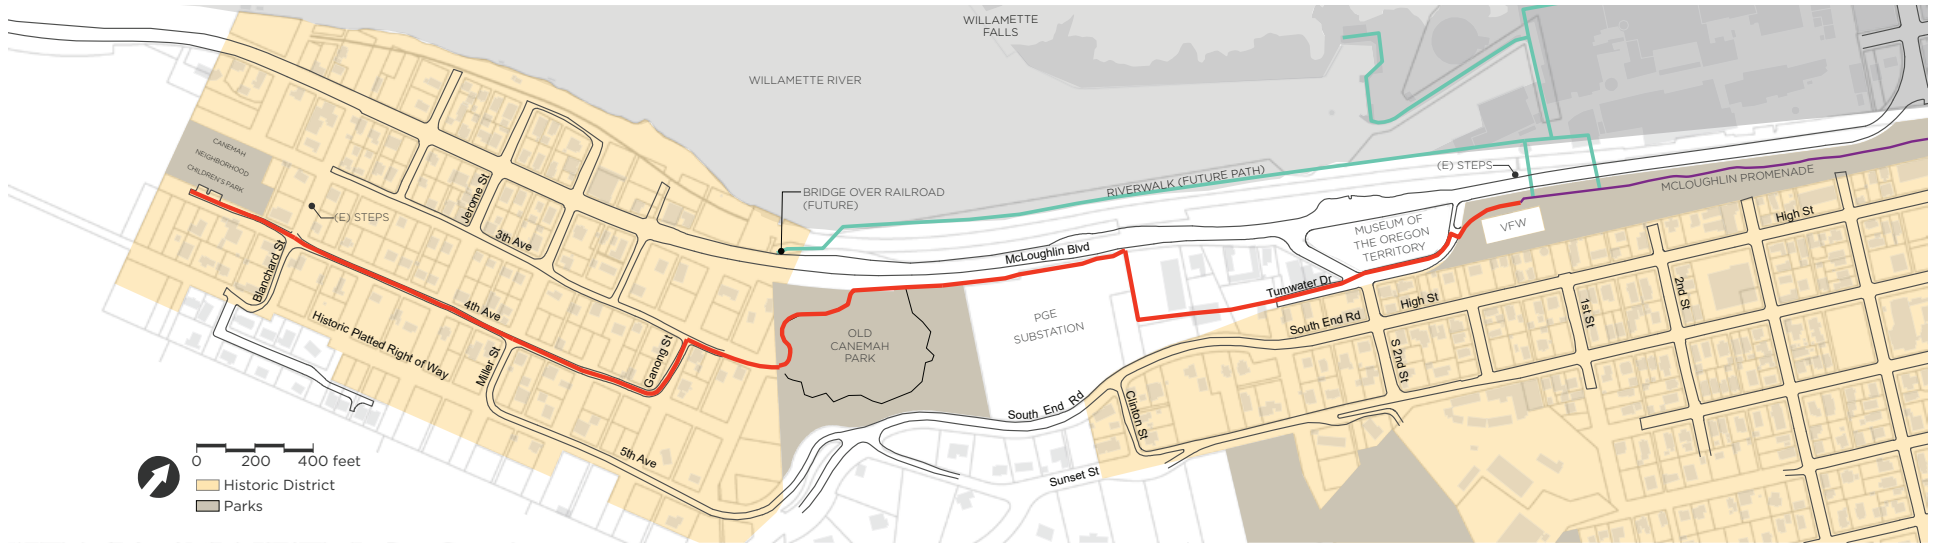 WILLAMETTE
FALLS
WILLAMETTE RIVER
CANEMAH
NEIGHBORHOOD
CHILDREN'S PARK
(E) STEPS
Jerome St
3rd Ave
BRIDGE OVER RAILROAD
(FUTURE)
RIVERWALK (FUTURE PATH)
(E) STEPS
MCLOUGHLIN PROMENADE
VFW
High St
MUSEUM OF
THE OREGON
TERRITORY
McLoughlin Blvd
Tumwater Dr
Blanchard St
4th Ave
Historic Platted Right of Way
Miller St
Ganong St
OLD
CANEMAH
PARK
PGE
SUBSTATION
South End Rd
High St
1st St
2nd St
S 2nd St
South End Rd
Clinton St
Sunset St
5th Ave
0 200 400 feet
Historic District
Parks